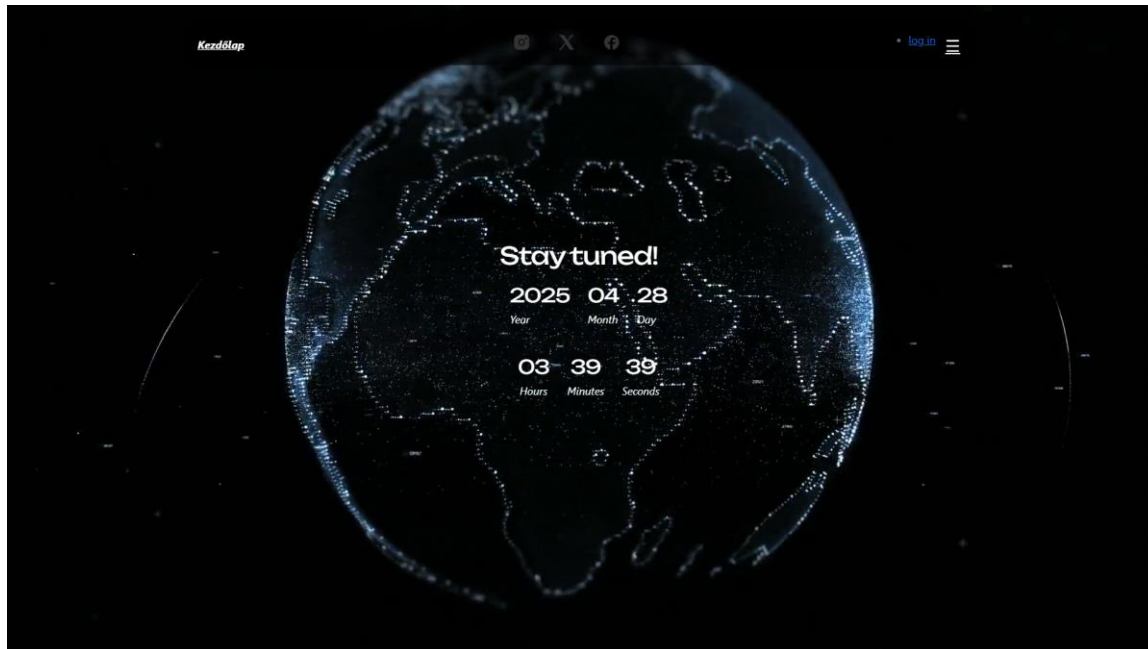 Kezdőlap
log in
Stay tuned!
2025 04 28
Year Month Day
03 39 39
Hours Minutes Seconds